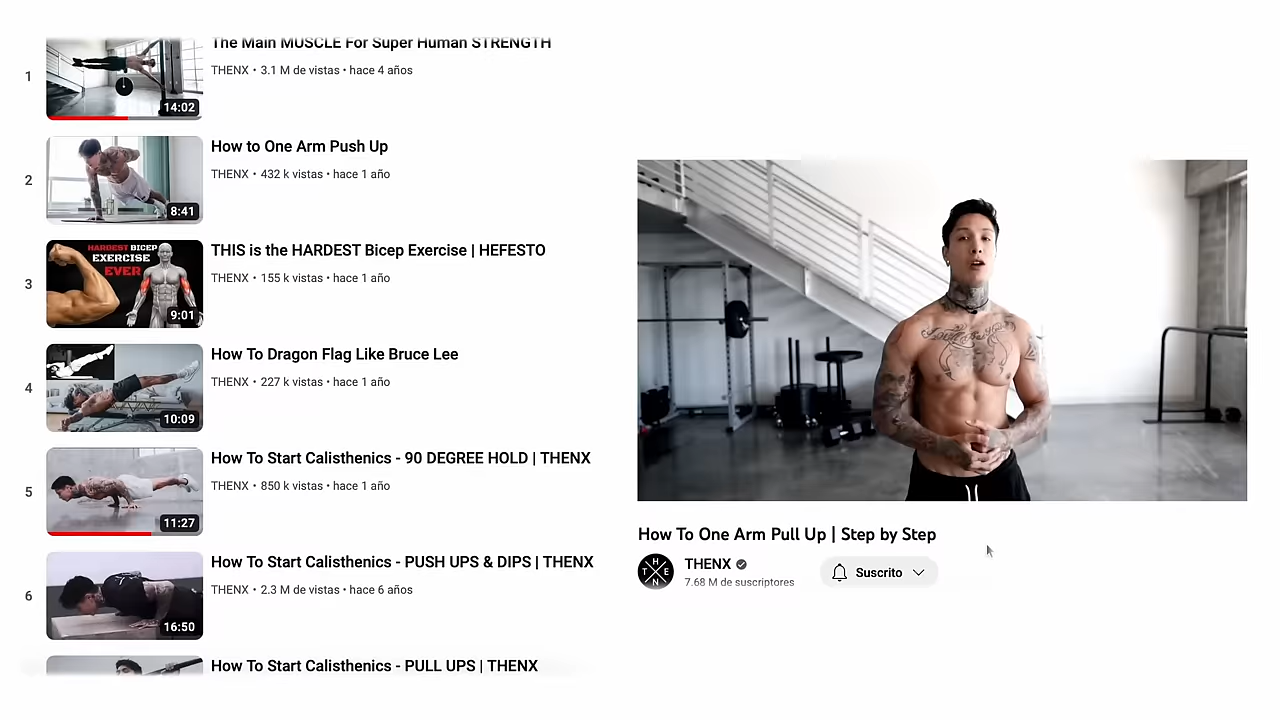 1
The Main MUSCLE For Super Human STRENGTH
THENX • 3.1 M de vistas • hace 4 años
14:02
2
How to One Arm Push Up
THENX • 432 k vistas • hace 1 año
8:41
3
THIS is the HARDEST Bicep Exercise | HEFESTO
THENX • 155 k vistas • hace 1 año
HARDEST BICEP
EXERCISE
EVER
9:01
4
How To Dragon Flag Like Bruce Lee
THENX • 227 k vistas • hace 1 año
10:09
5
How To Start Calisthenics - 90 DEGREE HOLD | THENX
THENX • 850 k vistas • hace 1 año
11:27
6
How To Start Calisthenics - PUSH UPS & DIPS | THENX
THENX • 2.3 M de vistas • hace 6 años
16:50
How To Start Calisthenics - PULL UPS | THENX
How To One Arm Pull Up | Step by Step
THENX
7.68 M de suscriptores
Suscrito